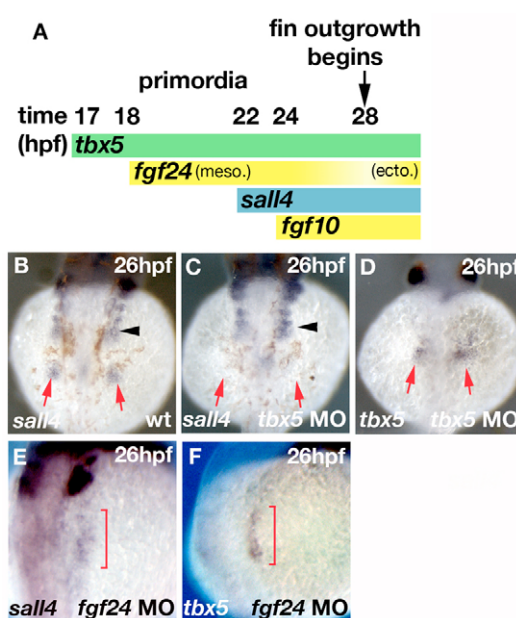 A
fin outgrowth
begins
primordia
time 17 18 22 24 28
(hpf) tbx5
fgf24 (meso.) (ecto.)
sall4
fgf10
B 26hpf
sall4 wt
C 26hpf
sall4 tbx5 MO
D 26hpf
tbx5 tbx5 MO
E 26hpf
sall4 fgf24 MO
F 26hpf
tbx5 fgf24 MO